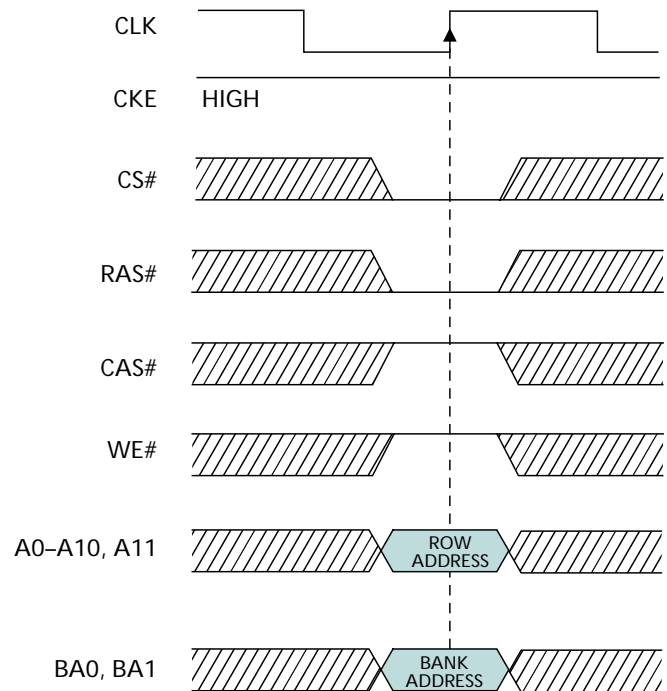 CLK
CKE HIGH
CS#
RAS#
CAS#
WE#
A0–A10, A11
ROW
ADDRESS
BA0, BA1
BANK
ADDRESS